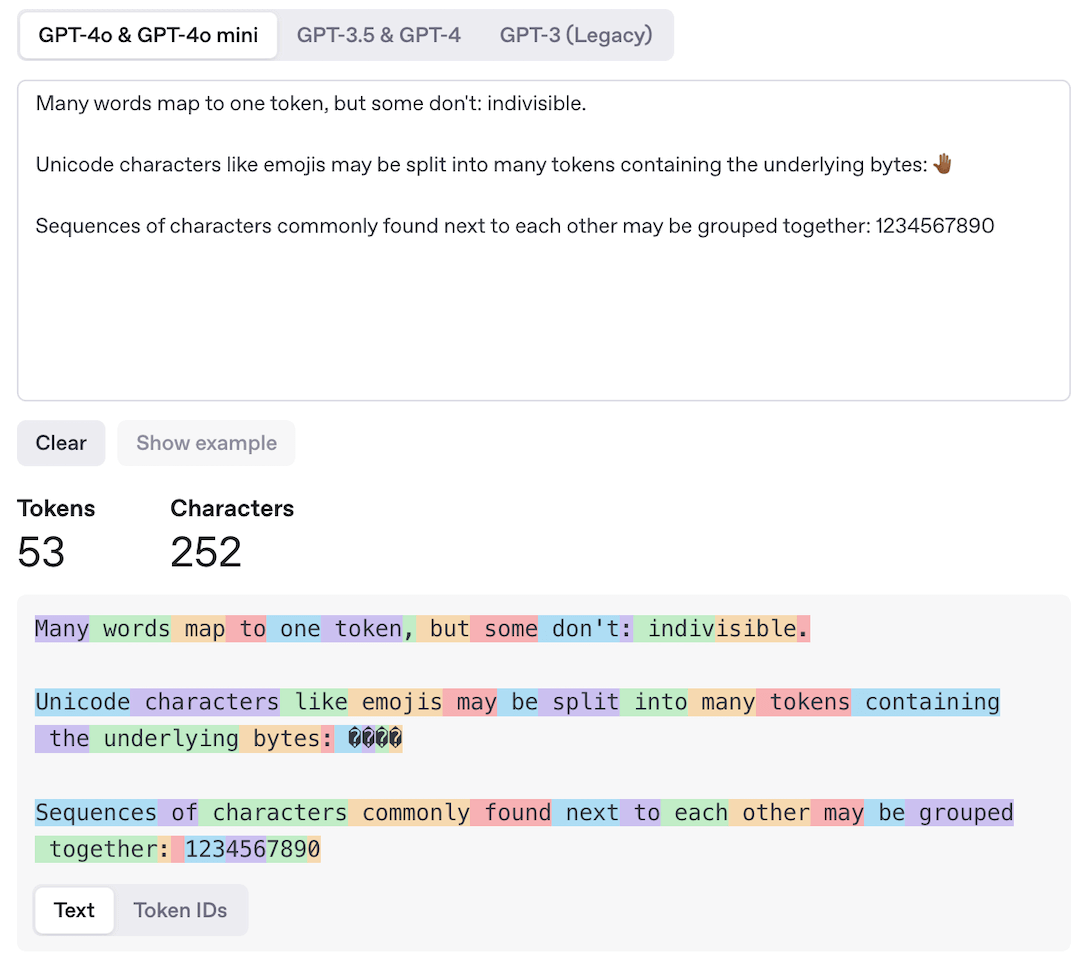 GPT-4o & GPT-4o mini GPT-3.5 & GPT-4 GPT-3 (Legacy)
Many words map to one token, but some don't: indivisible.
Unicode characters like emojis may be split into many tokens containing the underlying bytes: 🤚🏾
Sequences of characters commonly found next to each other may be grouped together: 1234567890
Clear Show example
Tokens Characters
53 252
Many words map to one token, but some don't: indivisible.
Unicode characters like emojis may be split into many tokens containing
the underlying bytes: ����
Sequences of characters commonly found next to each other may be grouped
together: 1234567890
Text Token IDs